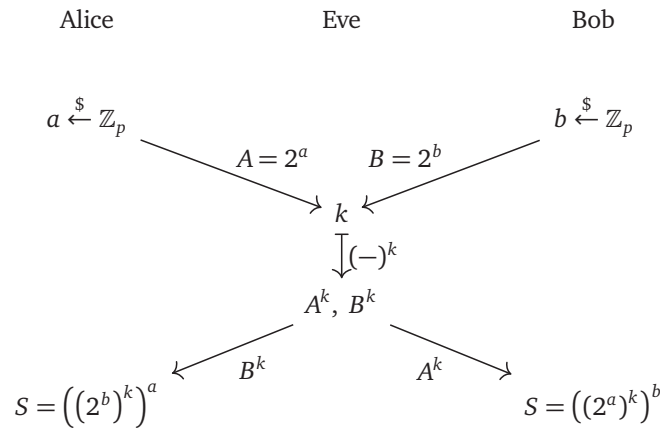 Alice Eve Bob
a ←$ ℤ_p b ←$ ℤ_p
A = 2^a B = 2^b
k
(−)^k
A^k, B^k
B^k A^k
S = ((2^b)^k)^a S = ((2^a)^k)^b